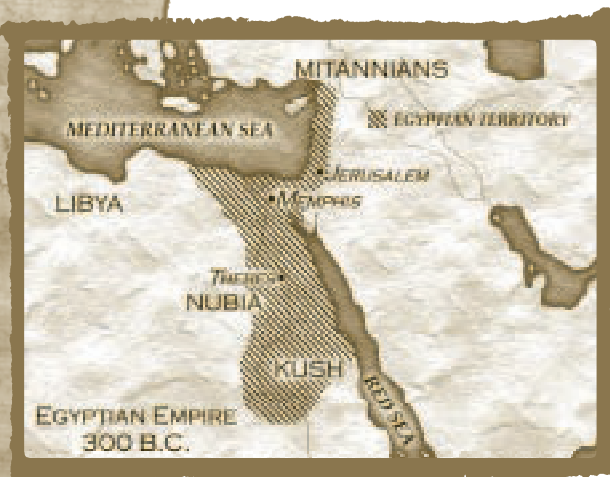 MITANNIANS
MEDITERRANEAN SEA
EGYPTIAN TERRITORY
JERUSALEM
LIBYA
MEMPHIS
THEBES
NUBIA
KUSH
RED SEA
EGYPTIAN EMPIRE
300 B.C.